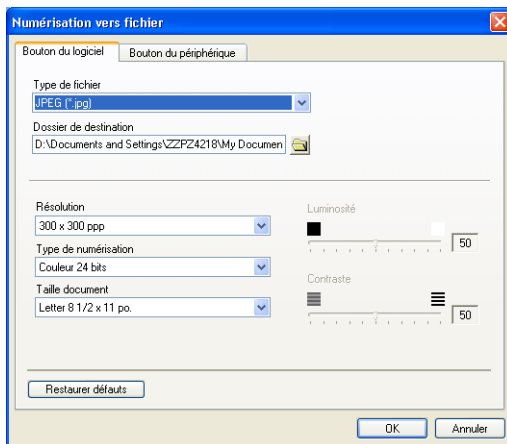 Numérisation vers fichier
Bouton du logiciel
Bouton du périphérique
Type de fichier
JPEG (*.jpg)
Dossier de destination
D:\Documents and Settings\ZZPZ4218\My Documen
Résolution
300 x 300 ppp
Type de numérisation
Couleur 24 bits
Taille document
Letter 8 1/2 x 11 po.
Luminosité
50
Contraste
50
Restaurer défauts
OK
Annuler